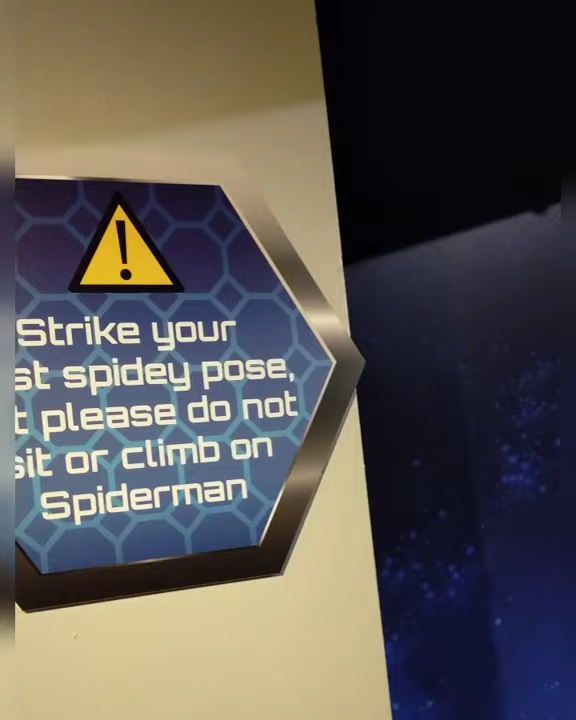 Strike your
st spidey pose,
t please do not
sit or climb on
Spiderman